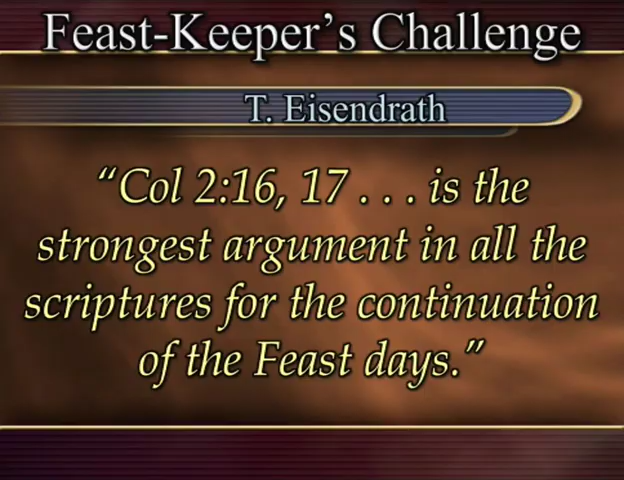 Feast-Keeper's Challenge
T. Eisendrath
“Col 2:16, 17 . . . is the
strongest argument in all the
scriptures for the continuation
of the Feast days.”